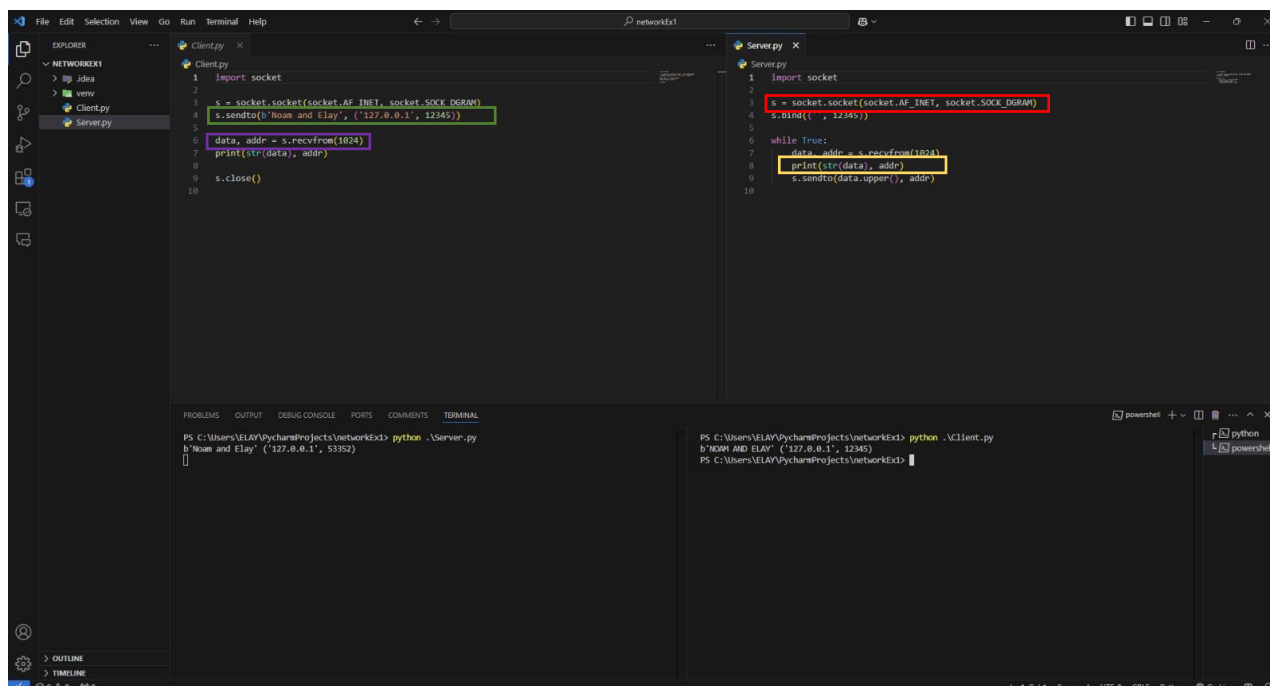 File Edit Selection View Go Run Terminal Help
networkEx1
EXPLORER
NETWORKEX1
.idea
venv
Client.py
Server.py
OUTLINE
TIMELINE
Client.py
Client.py
1 import socket
2
3 s = socket.socket(socket.AF_INET, socket.SOCK_DGRAM)
4 s.sendto(b'Noam and Elay', ('127.0.0.1', 12345))
5
6 data, addr = s.recvfrom(1024)
7 print(str(data), addr)
8
9 s.close()
10
Server.py
Server.py
1 import socket
2
3 s = socket.socket(socket.AF_INET, socket.SOCK_DGRAM)
4 s.bind(('', 12345))
5
6 while True:
7 data, addr = s.recvfrom(1024)
8 print(str(data), addr)
9 s.sendto(data.upper(), addr)
10
PROBLEMS OUTPUT DEBUG CONSOLE PORTS COMMENTS TERMINAL
powershell
PS C:\Users\ELAY\PycharmProjects\networkEx1> python .\Server.py
b'Noam and Elay' ('127.0.0.1', 53352)
PS C:\Users\ELAY\PycharmProjects\networkEx1> python .\Client.py
b'NOAM AND ELAY' ('127.0.0.1', 12345)
PS C:\Users\ELAY\PycharmProjects\networkEx1>
python
powershel